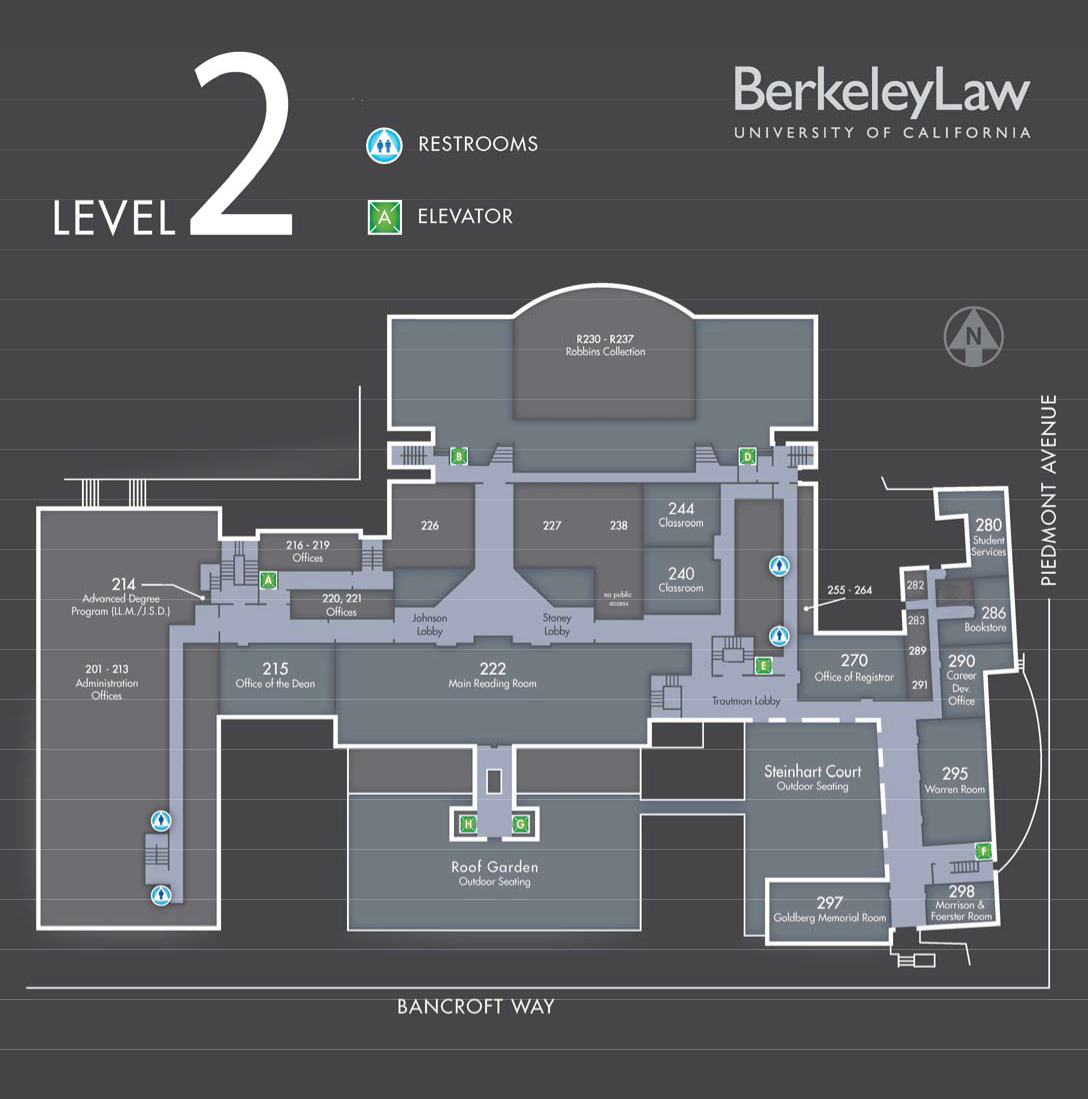 LEVEL 2
RESTROOMS
A ELEVATOR
BerkeleyLaw
UNIVERSITY OF CALIFORNIA
R230 - R237
Robbins Collection
N
PIEDMONT AVENUE
B
D
226
227
238
244
Classroom
240
Classroom
no public
access
216 - 219
Offices
A
220, 221
Offices
214
Advanced Degree
Program (LL.M./J.S.D.)
Johnson
Lobby
Stoney
Lobby
255 - 264
280
Student
Services
282
283
289
291
286
Bookstore
290
Career
Dev.
Office
201 - 213
Administration
Offices
215
Office of the Dean
222
Main Reading Room
E
270
Office of Registrar
Trautman Lobby
Steinhart Court
Outdoor Seating
295
Warren Room
H
G
F
Roof Garden
Outdoor Seating
297
Goldberg Memorial Room
298
Morrison &
Foerster Room
BANCROFT WAY